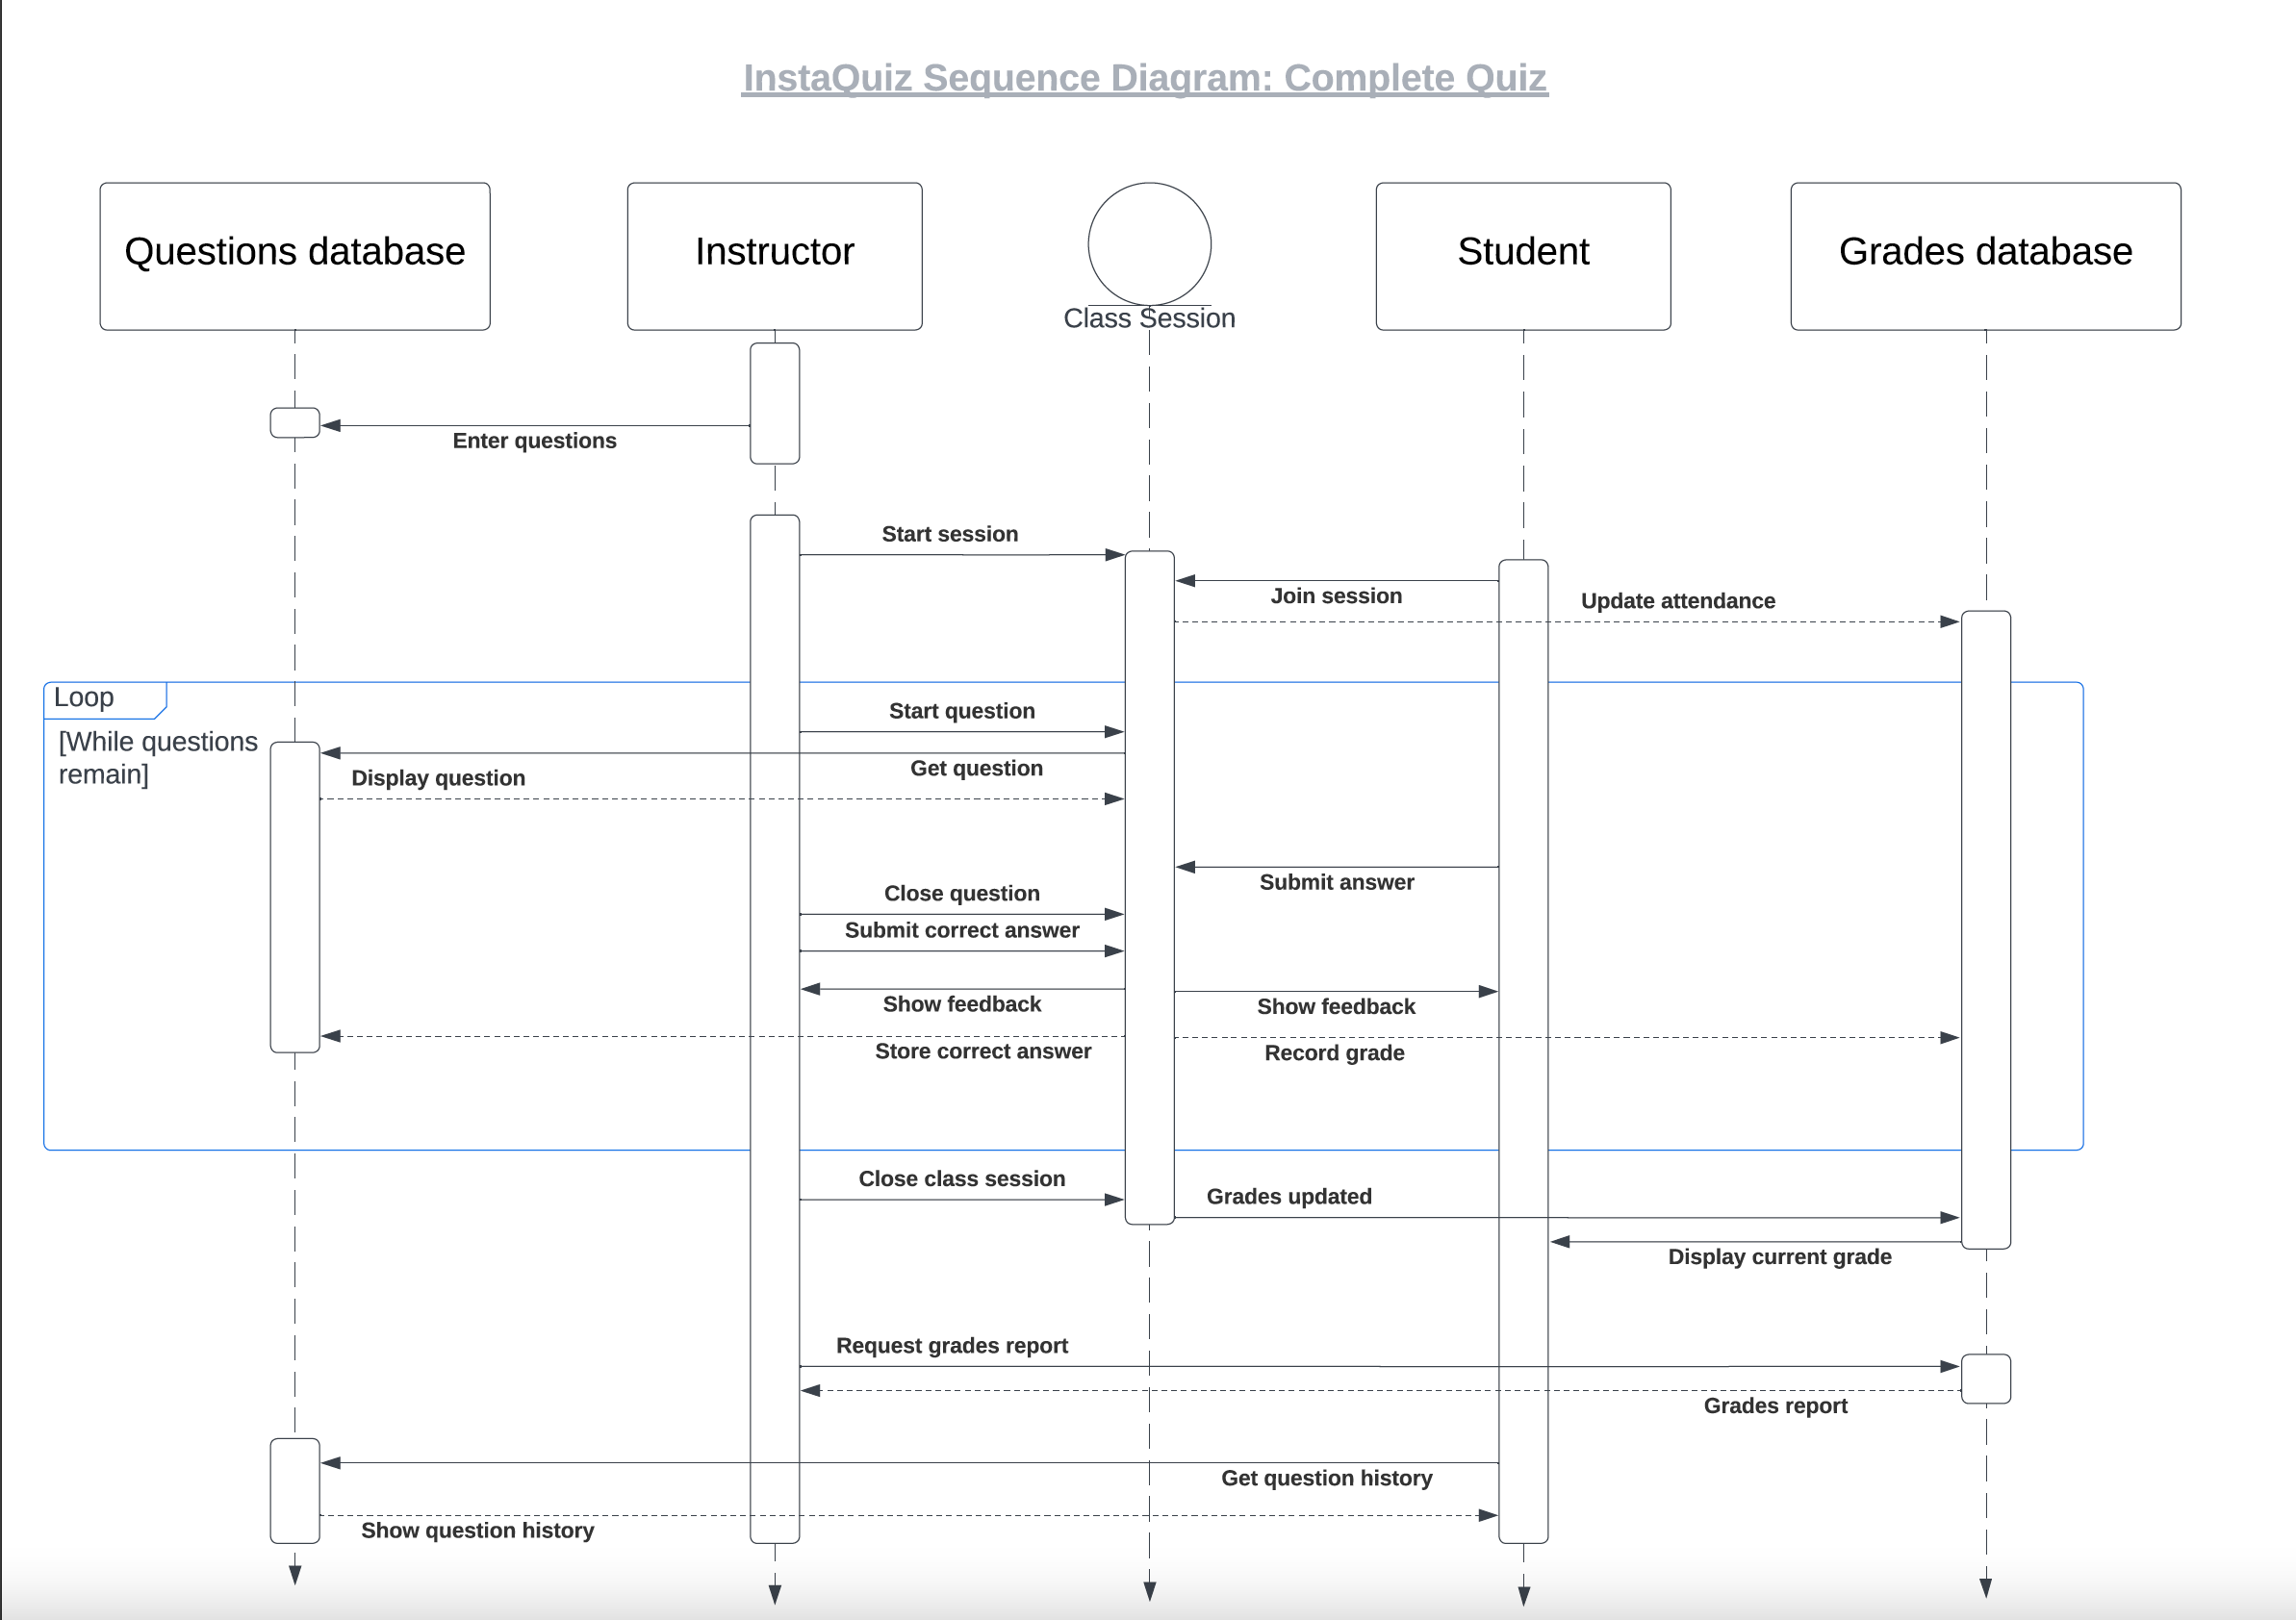 InstaQuiz Sequence Diagram: Complete Quiz
Questions database
Instructor
Class Session
Student
Grades database
Enter questions
Start session
Join session
Update attendance
Loop
[While questions
remain]
Start question
Get question
Display question
Submit answer
Close question
Submit correct answer
Show feedback
Show feedback
Store correct answer
Record grade
Close class session
Grades updated
Display current grade
Request grades report
Grades report
Get question history
Show question history